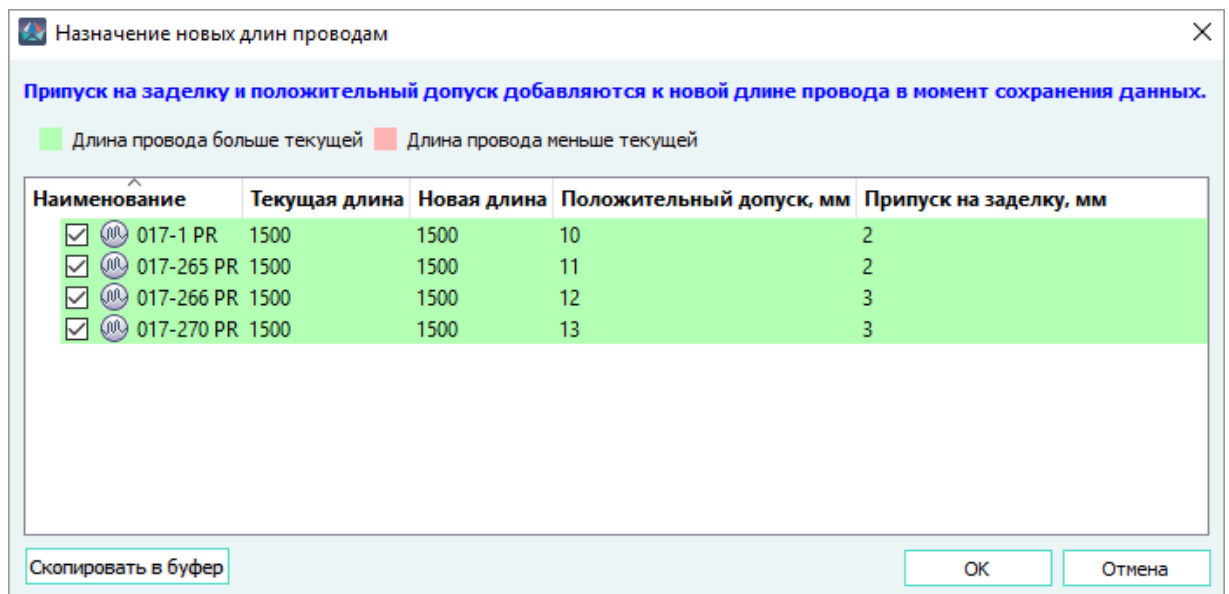 Назначение новых длин проводам
Припуск на заделку и положительный допуск добавляются к новой длине провода в момент сохранения данных.
Длина провода больше текущей Длина провода меньше текущей
Наименование Текущая длина Новая длина Положительный допуск, мм Припуск на заделку, мм
017-1 PR 1500 1500 10 2
017-265 PR 1500 1500 11 2
017-266 PR 1500 1500 12 3
017-270 PR 1500 1500 13 3
Скопировать в буфер OK Отмена